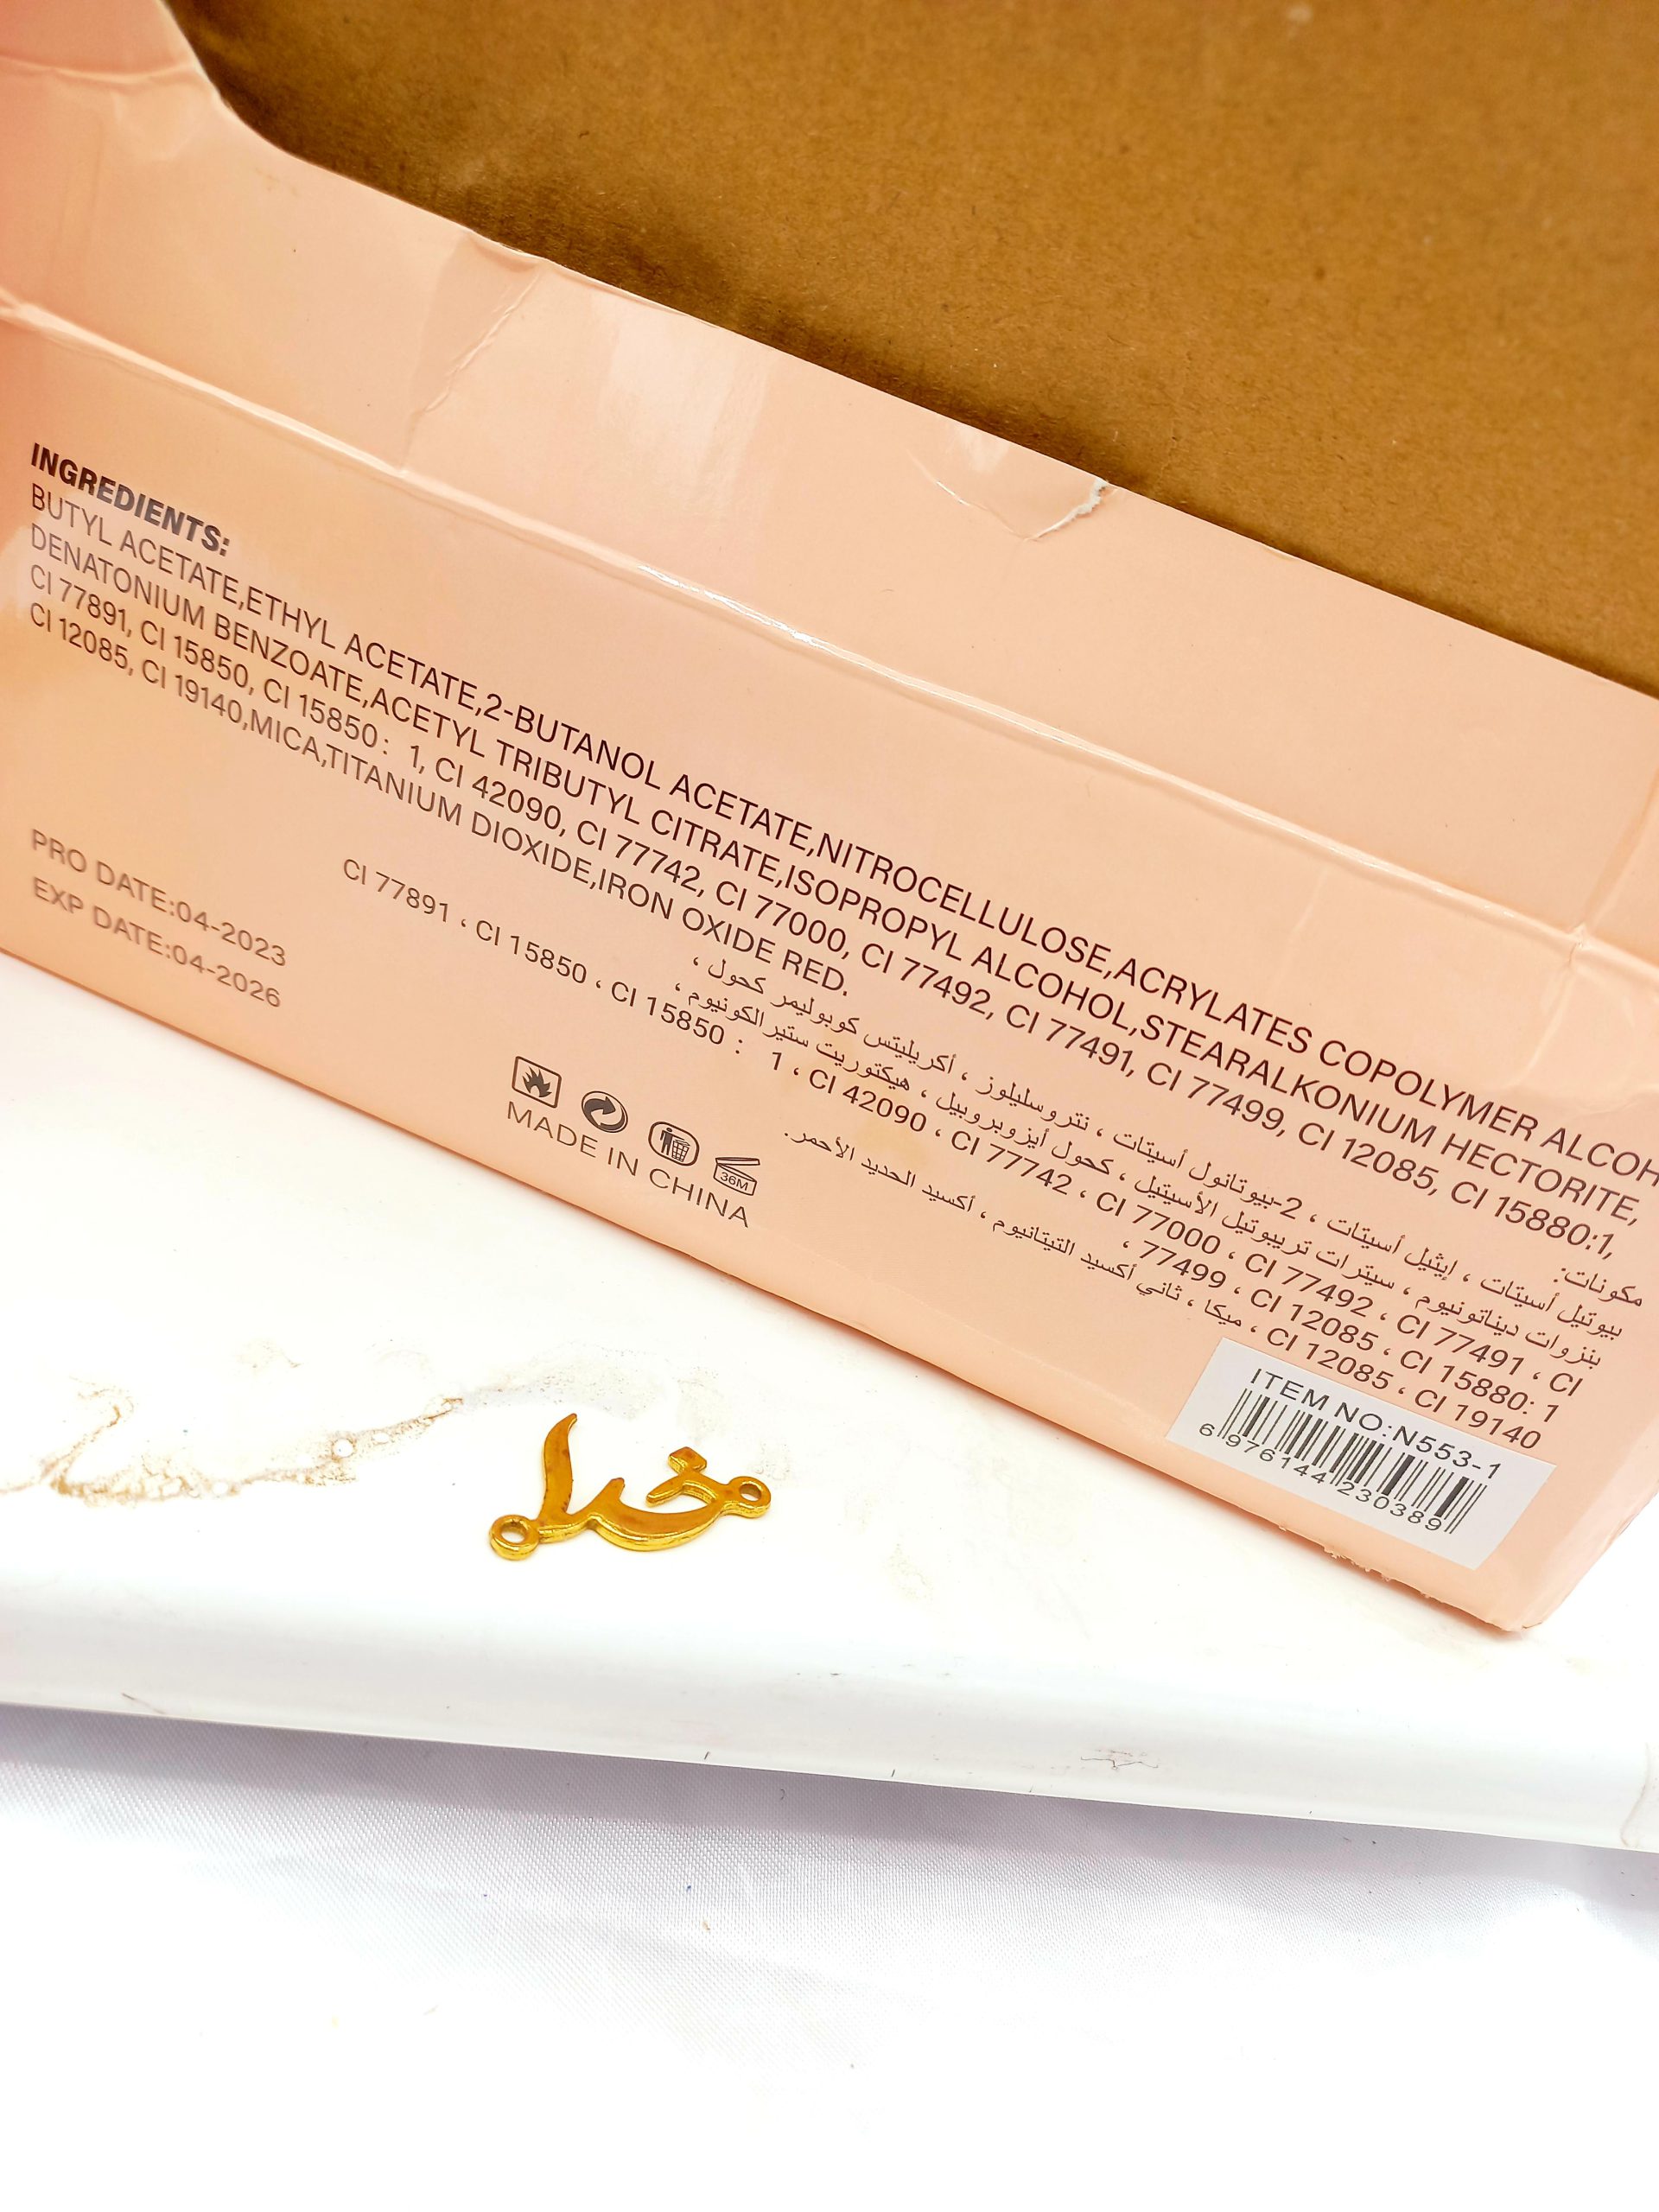 INGREDIENTS:
BUTYL ACETATE,ETHYL ACETATE,2-BUTANOL ACETATE,NITROCELLULOSE,ACRYLATES COPOLYMER ALCOH
DENATONIUM BENZOATE,ACETYL TRIBUTYL CITRATE,ISOPROPYL ALCOHOL,STEARALKONIUM HECTORITE,
CI 77891, CI 15850, CI 15850: 1, CI 42090, CI 77742, CI 77000, CI 77492, CI 77491, CI 77499, CI 12085, CI 15880:1,
CI 12085, CI 19140,MICA,TITANIUM DIOXIDE,IRON OXIDE RED.
مكونات:
بيوتيل أسيتات ، إيثيل أسيتات ، 2-بيوتانول أسيتات ، نتروسليلوز ، أكريليتس كوبوليمر كحول ،
بنزوات ديناتونيوم ، سيترات تريبوتيل الأسيتيل ، كحول أيزوبروبيل ، هيكتوريت ستيرالكونيوم ،
CI 77891 ، CI 15850 ، CI 15850 : 1 ، CI 42090 ، CI 77742 ، CI 77000 ، CI 77492 ، CI 77491 ، CI
، 77499 ، CI 12085 ، CI 15880: 1
CI 12085 ، CI 19140 ، ميكا ، ثاني أكسيد التيتانيوم ، أكسيد الحديد الأحمر.
PRO DATE:04-2023
EXP DATE:04-2026
36M
MADE IN CHINA
ITEM NO:N553-1
6 976144 230389